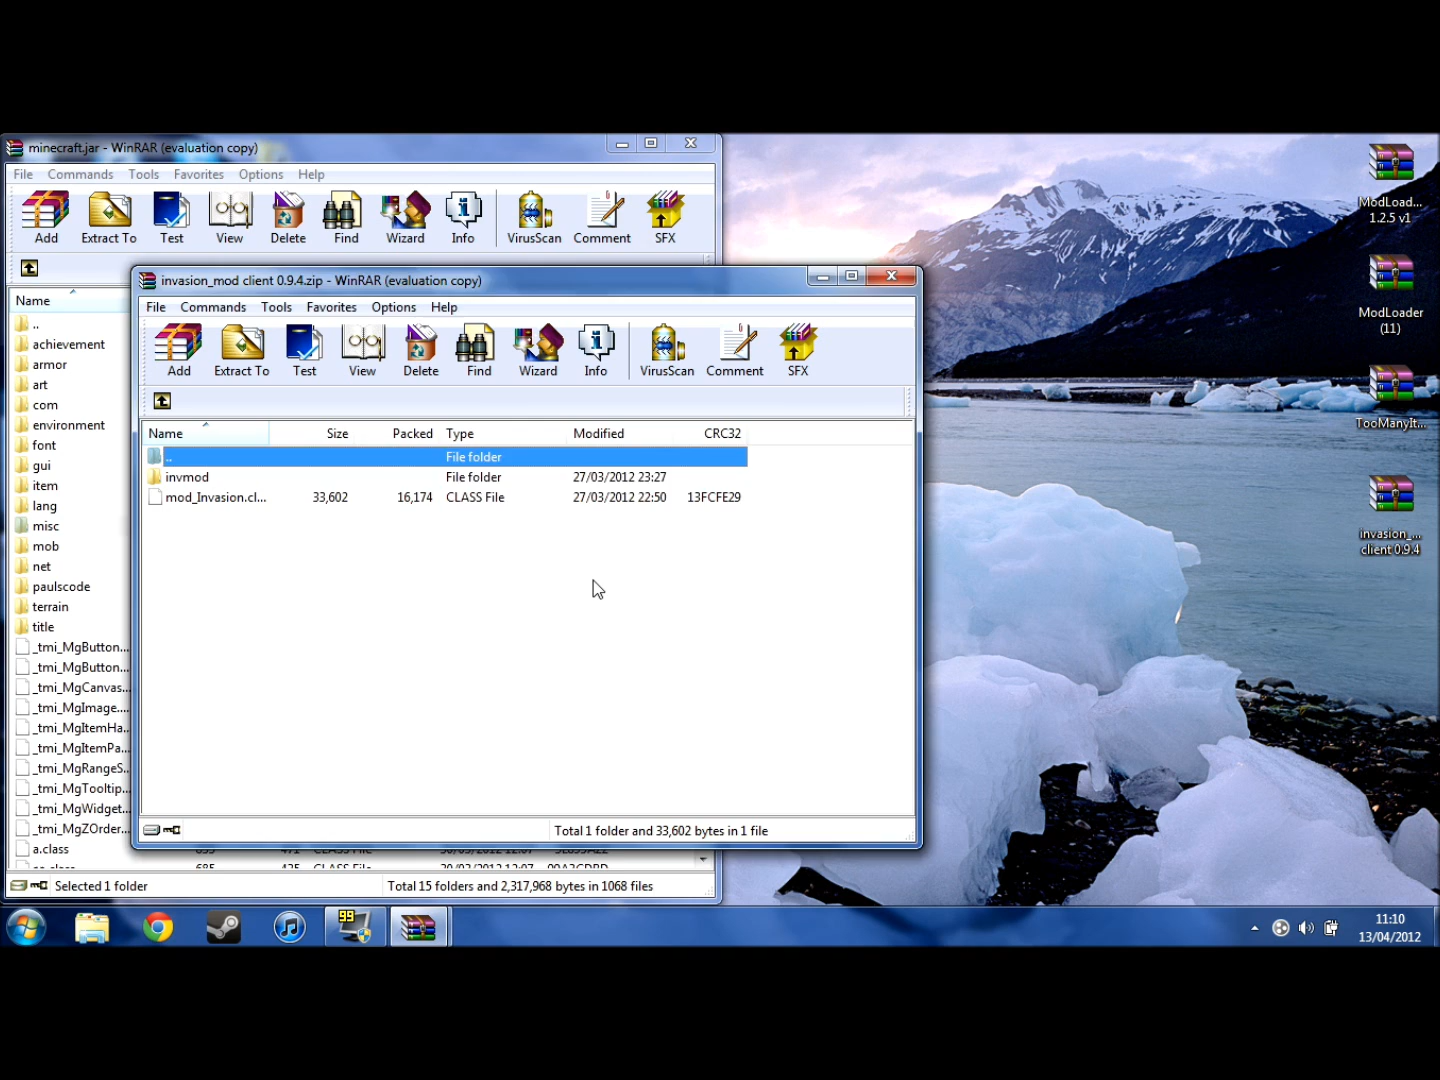 minecraft.jar - WinRAR (evaluation copy)
File Commands Tools Favorites Options Help
Add Extract To Test View Delete Find Wizard Info VirusScan Comment SFX
Name
..
achievement
armor
art
com
environment
font
gui
item
lang
misc
mob
net
paulscode
terrain
title
_tmi_MgButton...
_tmi_MgButton...
_tmi_MgCanvas...
_tmi_MgImage....
_tmi_MgItemHa...
_tmi_MgItemPa...
_tmi_MgRangeS...
_tmi_MgTooltip...
_tmi_MgWidget...
_tmi_MgZOrder...
a.class
Selected 1 folder
Total 15 folders and 2,317,968 bytes in 1068 files
invasion_mod client 0.9.4.zip - WinRAR (evaluation copy)
File Commands Tools Favorites Options Help
Add Extract To Test View Delete Find Wizard Info VirusScan Comment SFX
Name Size Packed Type Modified CRC32
.. File folder
invmod File folder 27/03/2012 23:27
mod_Invasion.cl... 33,602 16,174 CLASS File 27/03/2012 22:50 13FCFE29
Total 1 folder and 33,602 bytes in 1 file
ModLoad...
1.2.5 v1
ModLoader
(11)
TooManyIt...
invasion_...
client 0.9.4
99
11:10
13/04/2012